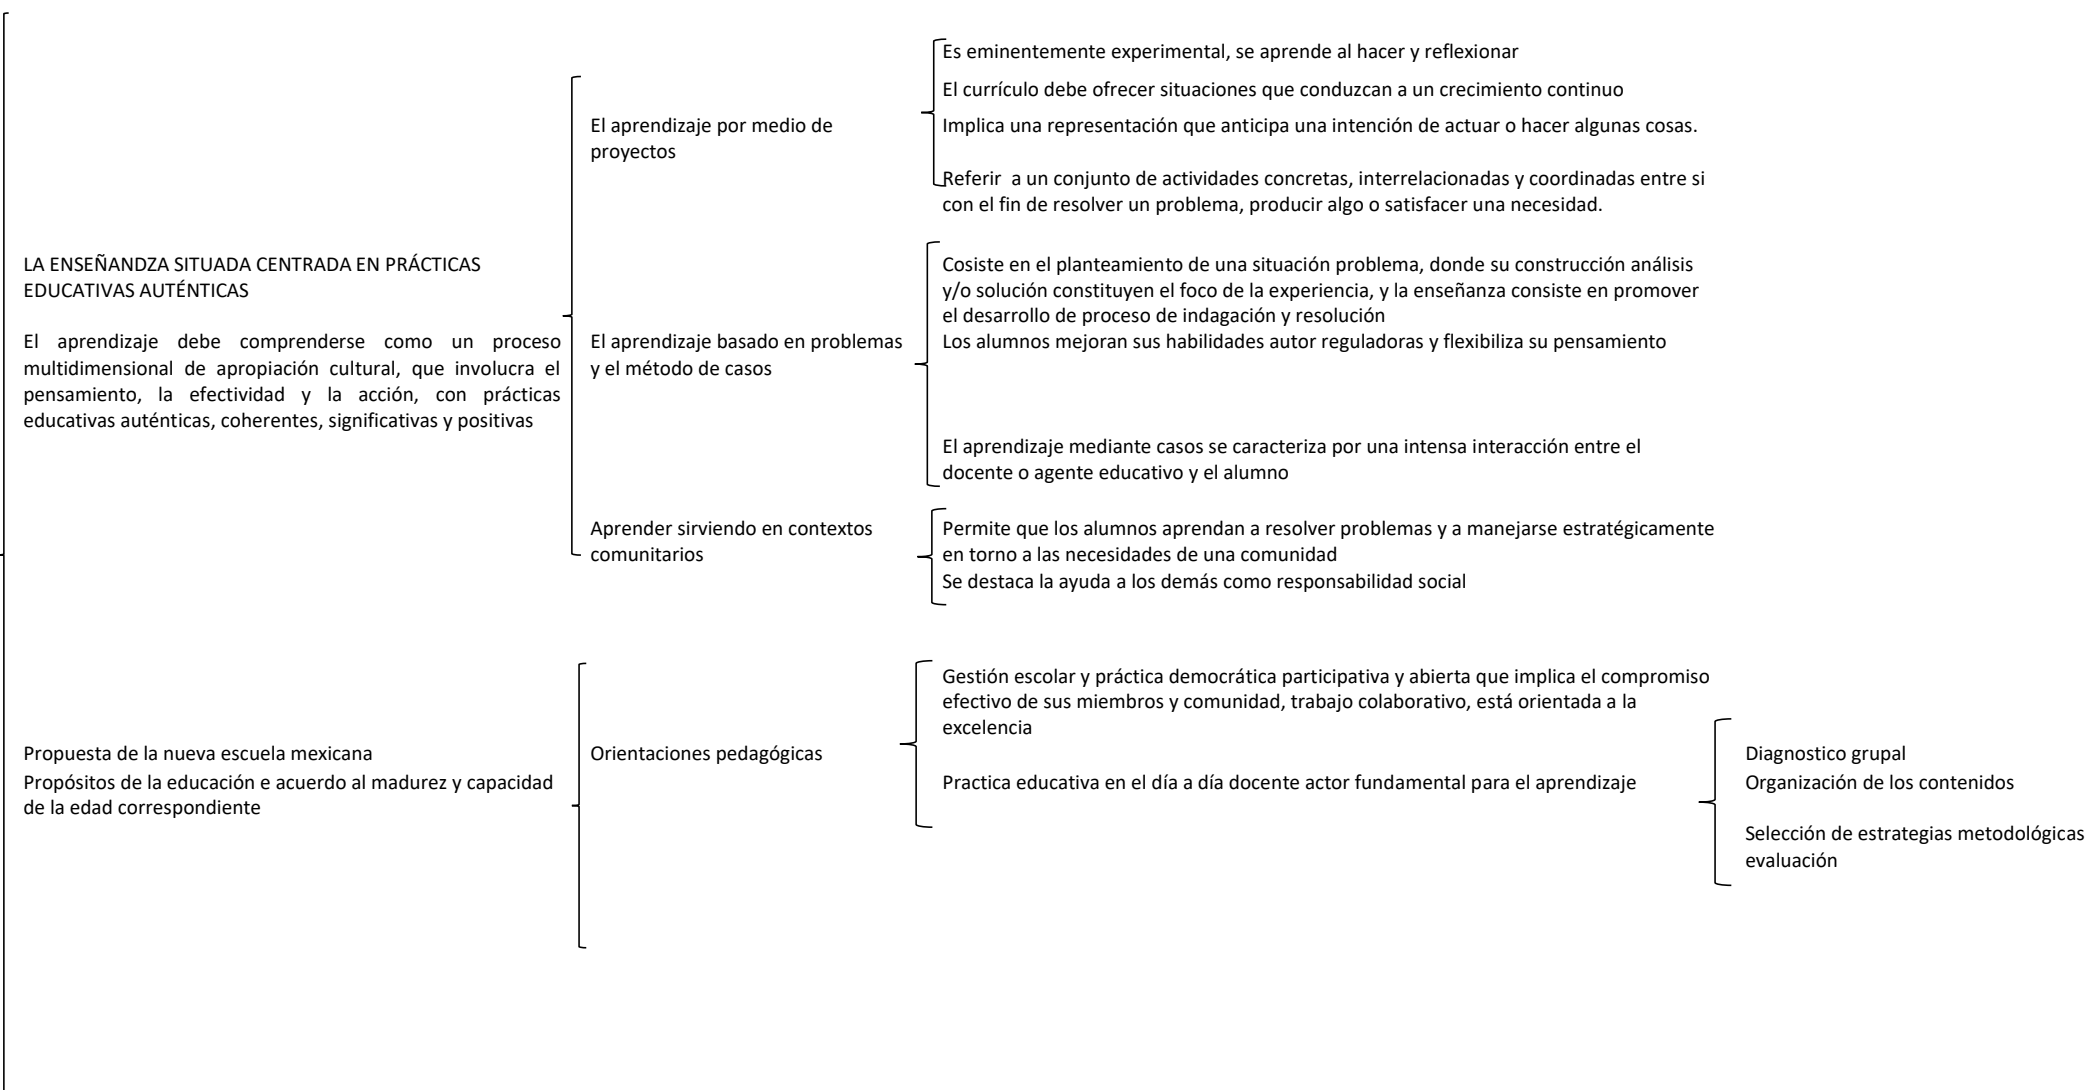 LA ENSEÑANDZA SITUADA CENTRADA EN PRÁCTICAS
EDUCATIVAS AUTÉNTICAS
El aprendizaje debe comprenderse como un proceso
multidimensional de apropiación cultural, que involucra el
pensamiento, la efectividad y la acción, con prácticas
educativas auténticas, coherentes, significativas y positivas
El aprendizaje por medio de
proyectos
Es eminentemente experimental, se aprende al hacer y reflexionar
El currículo debe ofrecer situaciones que conduzcan a un crecimiento continuo
Implica una representación que anticipa una intención de actuar o hacer algunas cosas.
Referir a un conjunto de actividades concretas, interrelacionadas y coordinadas entre si
con el fin de resolver un problema, producir algo o satisfacer una necesidad.
El aprendizaje basado en problemas
y el método de casos
Cosiste en el planteamiento de una situación problema, donde su construcción análisis
y/o solución constituyen el foco de la experiencia, y la enseñanza consiste en promover
el desarrollo de proceso de indagación y resolución
Los alumnos mejoran sus habilidades autor reguladoras y flexibiliza su pensamiento
El aprendizaje mediante casos se caracteriza por una intensa interacción entre el
docente o agente educativo y el alumno
Aprender sirviendo en contextos
comunitarios
Permite que los alumnos aprendan a resolver problemas y a manejarse estratégicamente
en torno a las necesidades de una comunidad
Se destaca la ayuda a los demás como responsabilidad social
Propuesta de la nueva escuela mexicana
Propósitos de la educación e acuerdo al madurez y capacidad
de la edad correspondiente
Orientaciones pedagógicas
Gestión escolar y práctica democrática participativa y abierta que implica el compromiso
efectivo de sus miembros y comunidad, trabajo colaborativo, está orientada a la
excelencia
Practica educativa en el día a día docente actor fundamental para el aprendizaje
Diagnostico grupal
Organización de los contenidos
Selección de estrategias metodológicas
evaluación